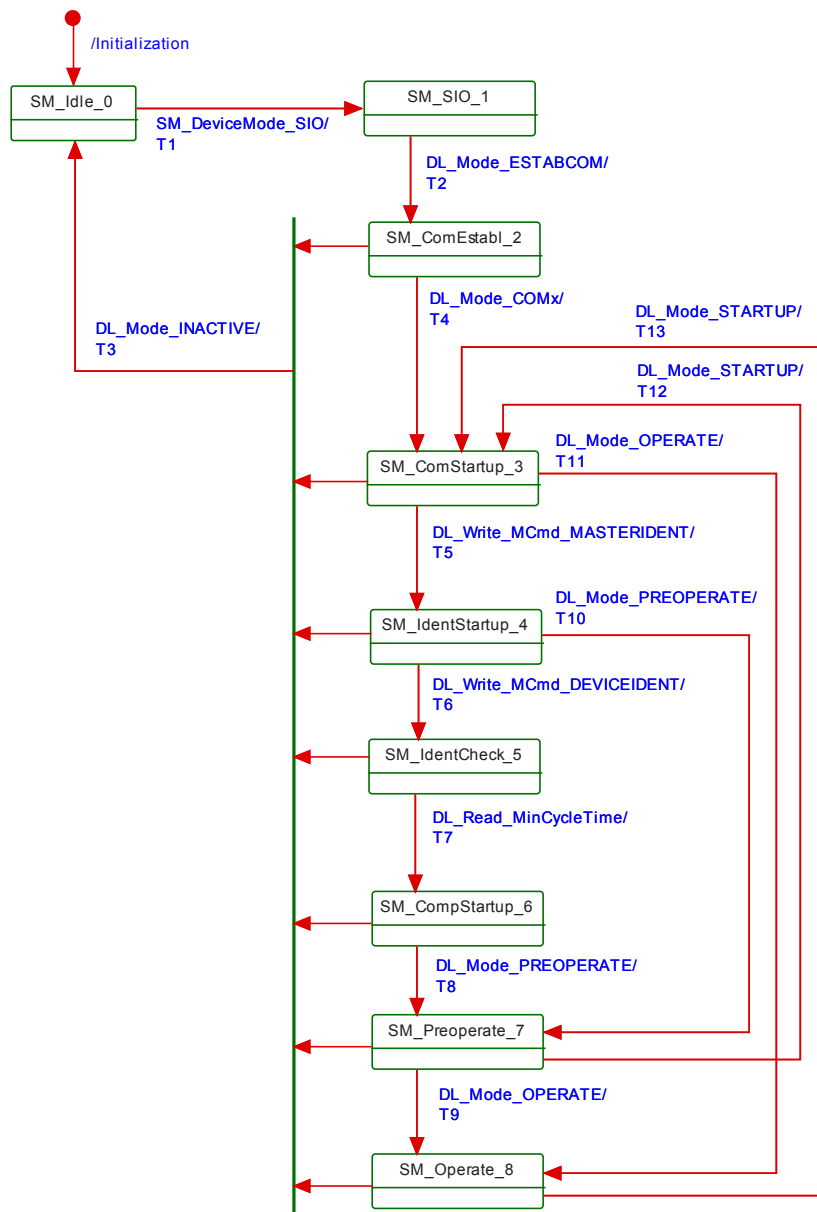 /Initialization
SM_Idle_0
SM_SIO_1
SM_DeviceMode_SIO/
T1
DL_Mode_ESTABCOM/
T2
SM_ComEstabl_2
DL_Mode_COMx/
T4
DL_Mode_STARTUP/
T13
DL_Mode_INACTIVE/
T3
DL_Mode_STARTUP/
T12
DL_Mode_OPERATE/
T11
SM_ComStartup_3
DL_Write_MCmd_MASTERIDENT/
T5
DL_Mode_PREOPERATE/
T10
SM_IdentStartup_4
DL_Write_MCmd_DEVICEIDENT/
T6
SM_IdentCheck_5
DL_Read_MinCycleTime/
T7
SM_CompStartup_6
DL_Mode_PREOPERATE/
T8
SM_Preoperate_7
DL_Mode_OPERATE/
T9
SM_Operate_8